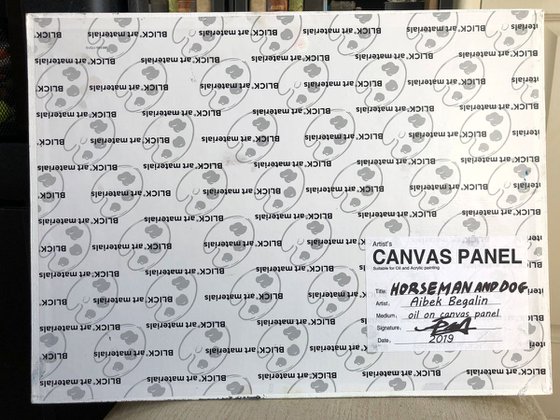 BLICK art materials
Artist's
CANVAS PANEL
Suitable for Oil and Acrylic painting
Title: HORSEMAN AND DOG
Artist: Aibek Begalin
Medium: oil on canvas panel
Signature:
Date: 2019